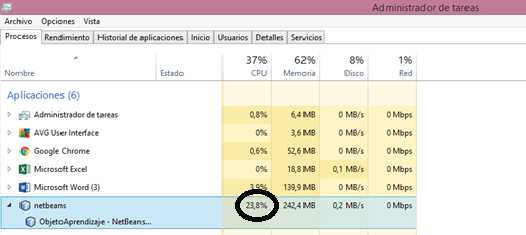 Administrador de tareas
Archivo Opciones Vista
Procesos Rendimiento Historial de aplicaciones Inicio Usuarios Detalles Servicios
37% 62% 8% 1%
Nombre Estado CPU Memoria lDisco Red
Aplicaciones (6)
Administrador de tareas 0,8% 6,4 MB 0 MB/s 0 Mbps
AVG User Interface 0% 3,6 MB 0 MB/s 0 Mbps
Google Chrome 0,6% 52,6 MB 0 MB/s 0 Mbps
Microsoft Excel 0% 18,8 MB 0,1 MB/s 0 Mbps
Microsoft Word (3) 3,9% 139,9 MB 0 MB/s 0 Mbps
netbeams 23,8% 242,4 MB 0,2 MB/s 0 Mbps
ObjetoAprendizaje - NetBeans...